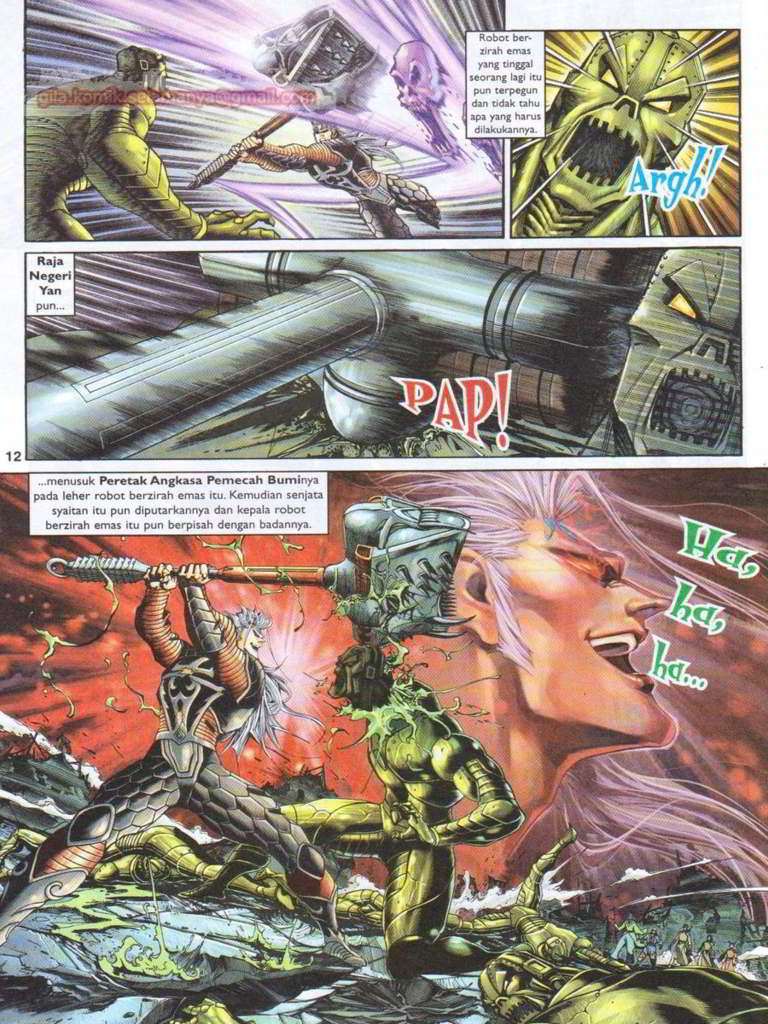 Robot ber-
zirah emas
yang tinggal
seorang lagi itu
pun terpegun
dan tidak tahu
apa yang harus
dilakukannya.
Argh!
Raja
Negeri
Yan
pun...
PAP!
12
...menusuk Peretak Angkasa Pemecah Buminya
pada leher robot berzirah emas itu. Kemudian senjata
syaitan itu pun diputarkannya dan kepala robot
berzirah emas itu pun berpisah dengan badannya.
Ha,
ha,
ha...